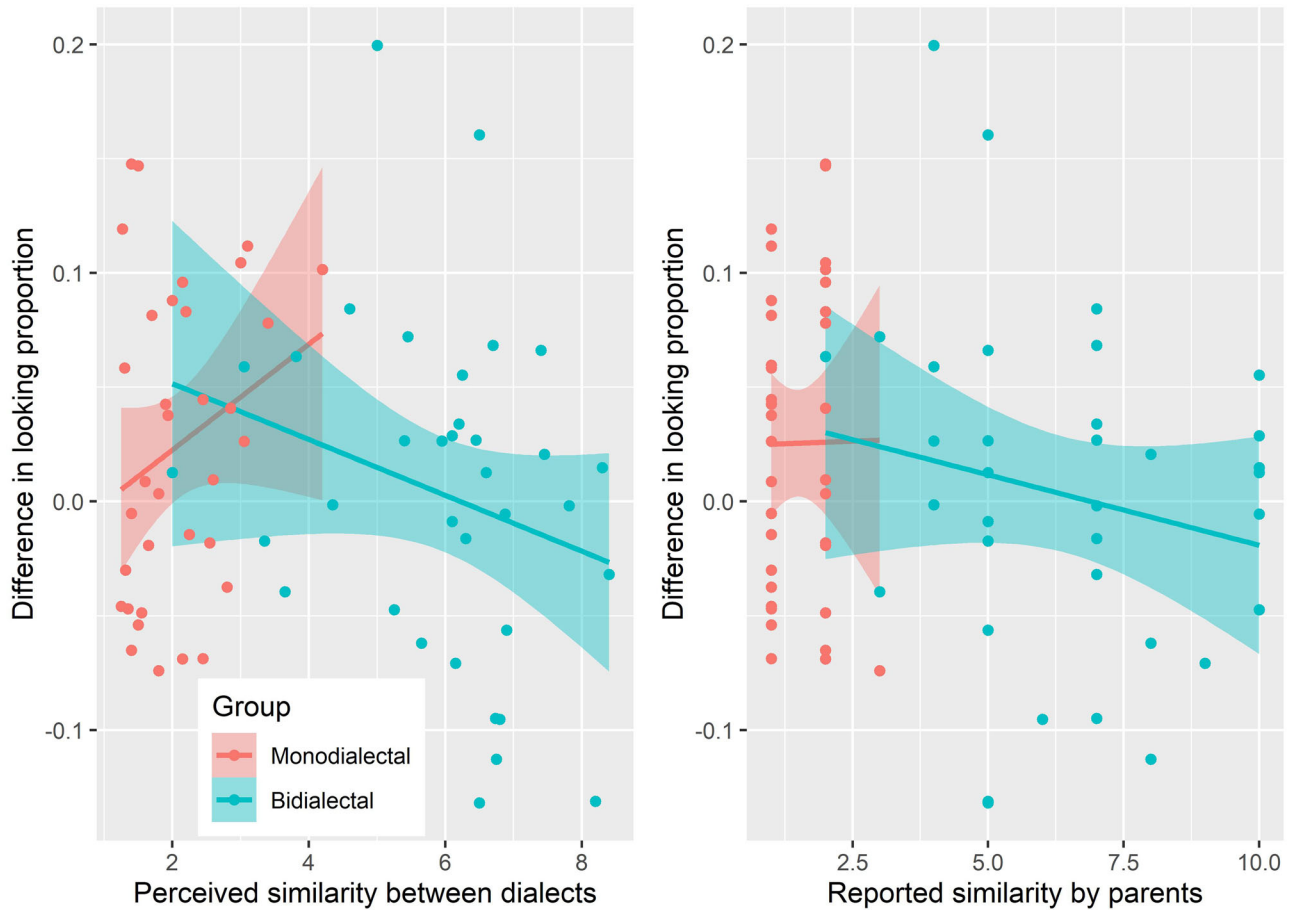 Difference in looking proportion
0.2
0.1
0.0
-0.1
Group
Monodialectal
Bidialectal
2 4 6 8
Perceived similarity between dialects
Difference in looking proportion
0.2
0.1
0.0
-0.1
2.5 5.0 7.5 10.0
Reported similarity by parents